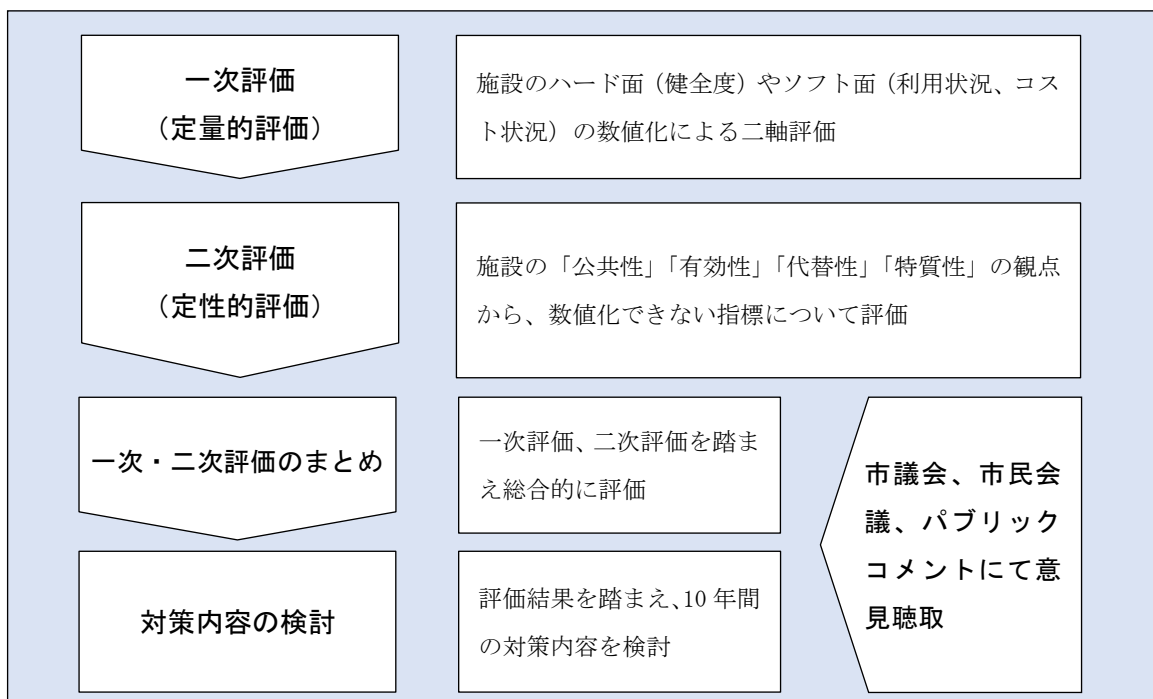 一次評価
（定量的評価）
施設のハード面（健全度）やソフト面（利用状況、コス
ト状況）の数値化による二軸評価
二次評価
（定性的評価）
施設の「公共性」「有効性」「代替性」「特質性」の観点
から、数値化できない指標について評価
一次・二次評価のまとめ
一次評価、二次評価を踏ま
え総合的に評価
対策内容の検討
評価結果を踏まえ、10 年間
の対策内容を検討
市議会、市民会
議、パブリック
コメントにて意
見聴取